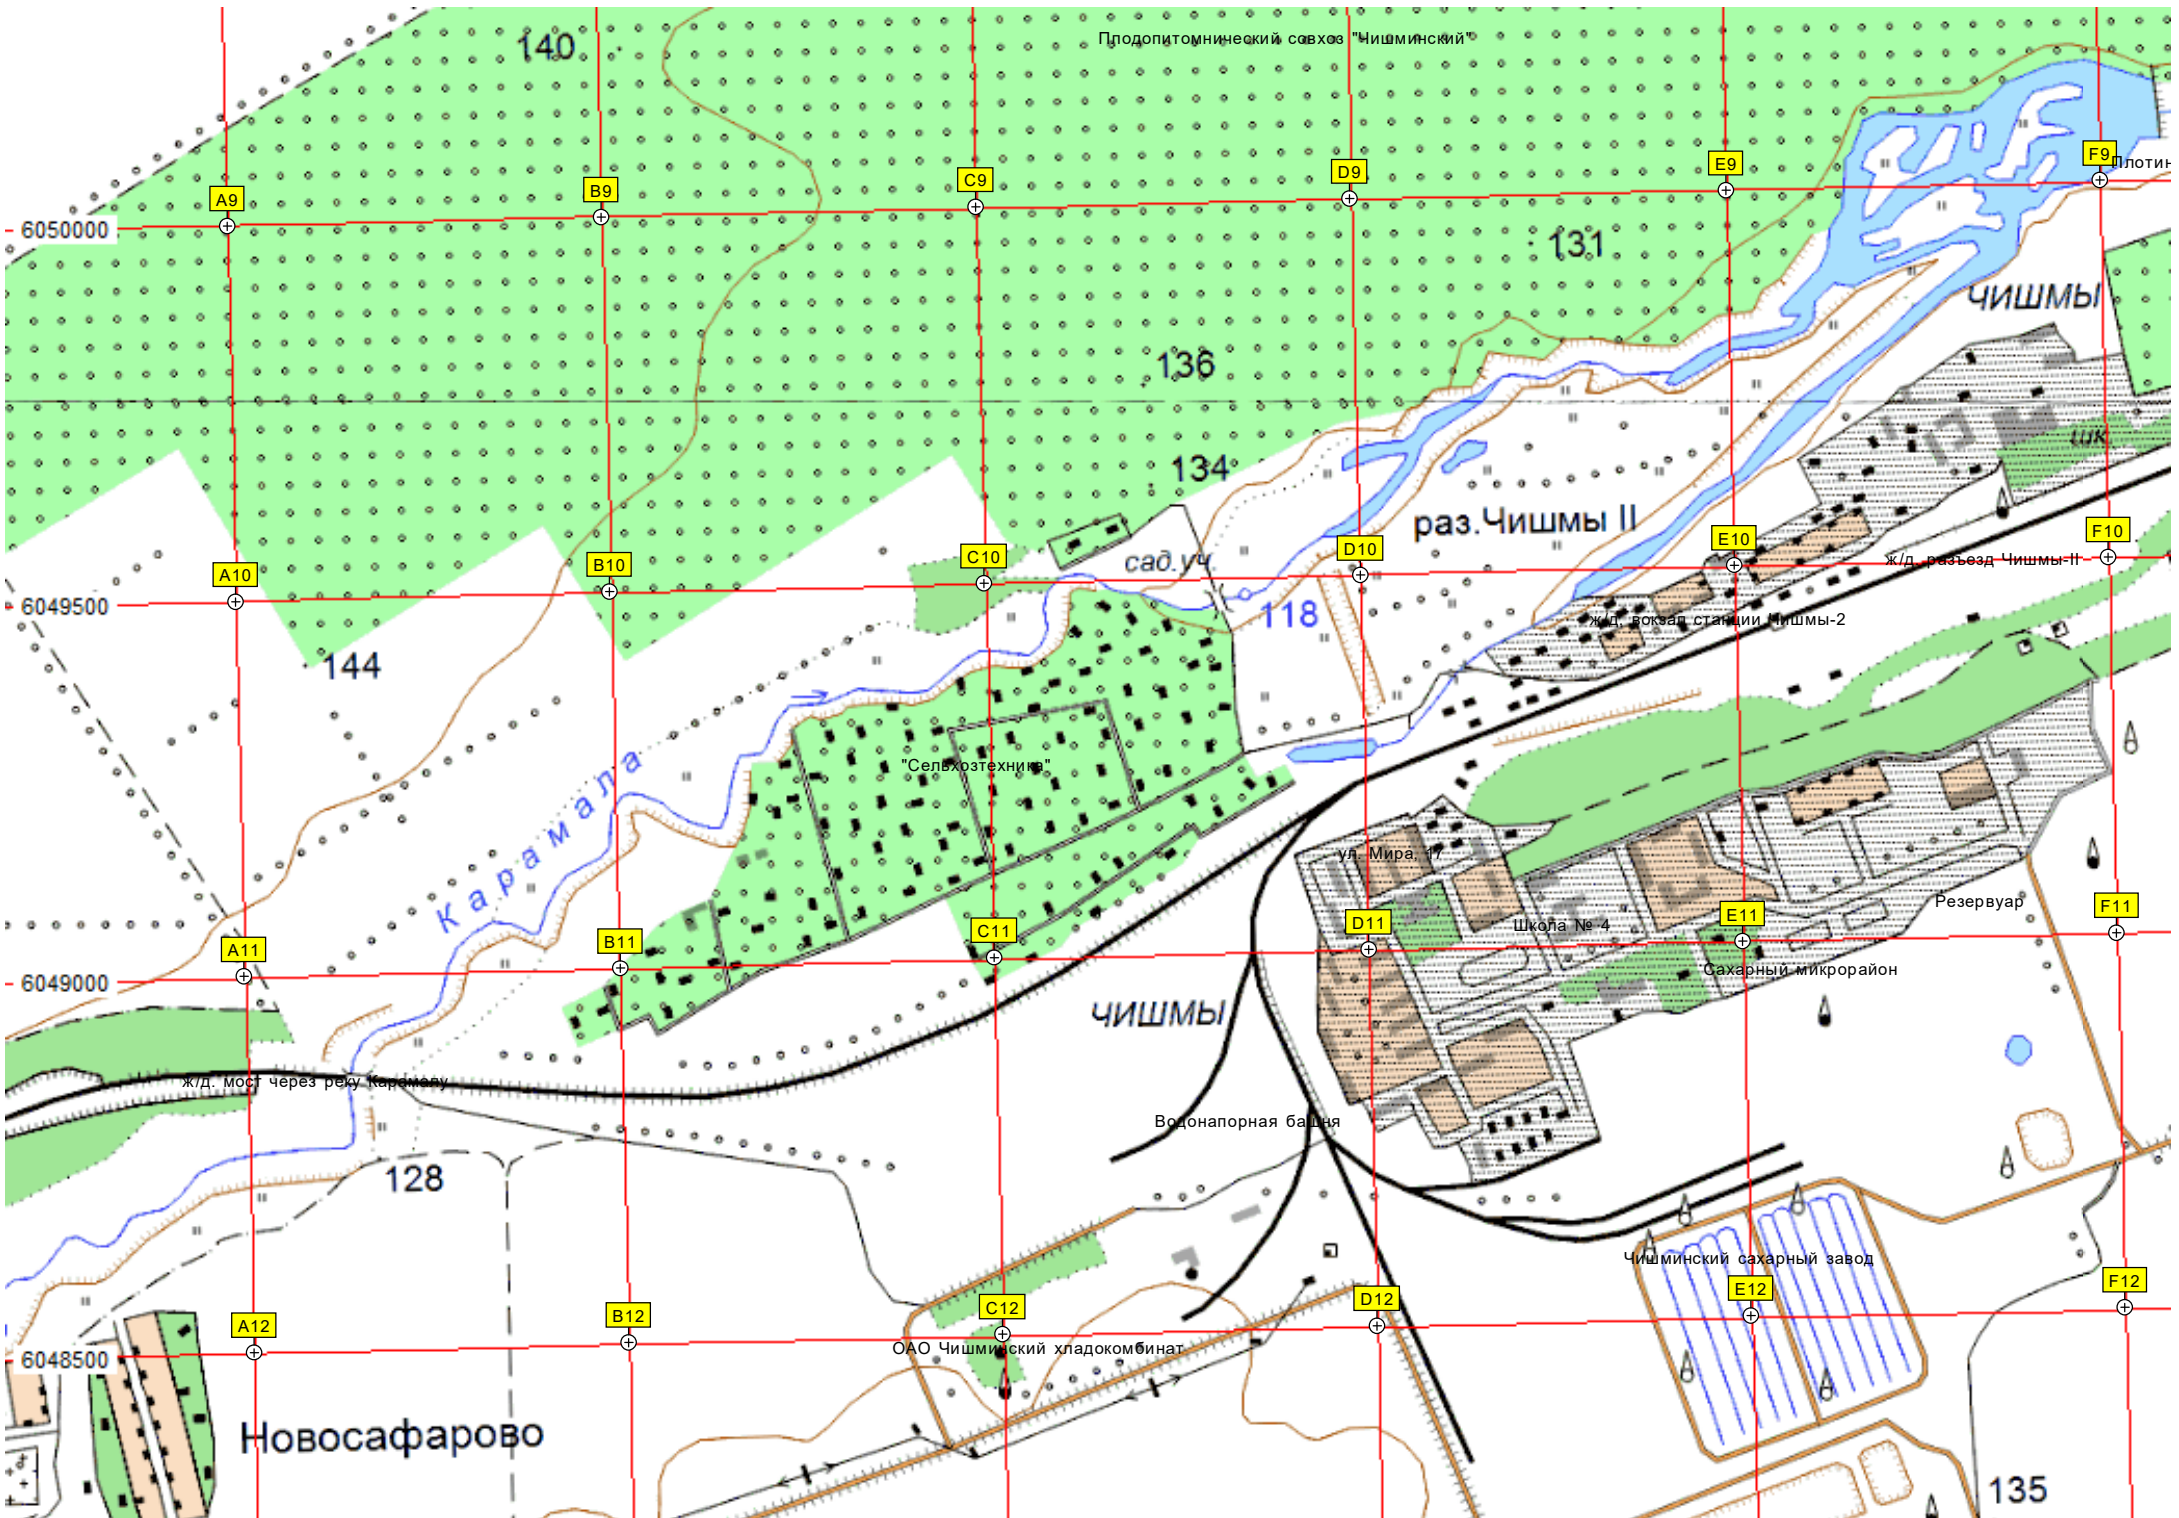 140
Плодопитомнический совхоз "Чишминский"
A9
B9
C9
D9
E9
F9
Плотин
6050000
131
ЧИШМЫ
136
134
шк.
раз.Чишмы II
A10
B10
C10
сад.уч.
D10
E10
F10
ж/д. разъезд Чишмы-II
6049500
118
ж/д. вокзал станции Чишмы-2
144
"Сельхозтехника"
Карамала
ул. Мира, 17
Резервуар
A11
B11
C11
D11
Школа № 4
E11
F11
Сахарный микрорайон
6049000
ЧИШМЫ
ж/д. мост через реку Карамалу
Водонапорная башня
128
Чишминский сахарный завод
A12
B12
C12
D12
E12
F12
ОАО Чишминский хладокомбинат
6048500
Новосафарово
135